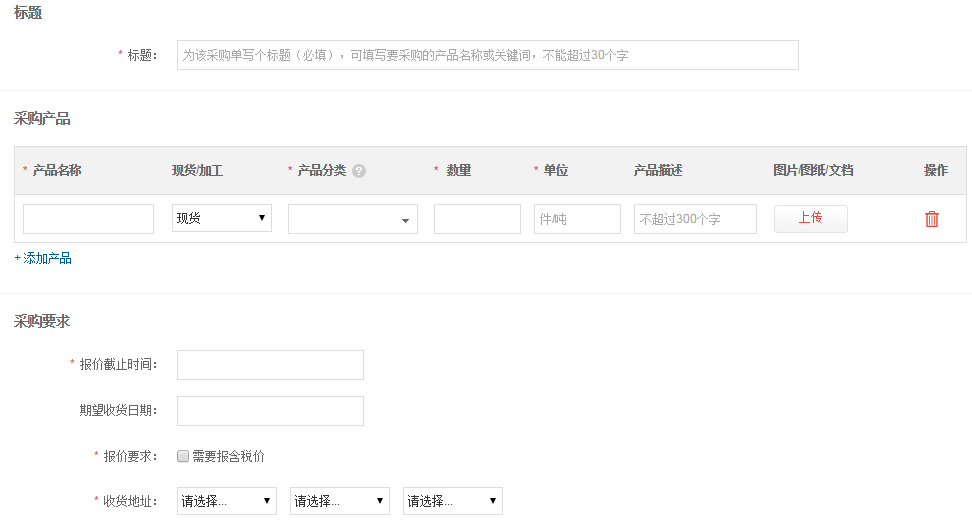 标题
* 标题： 为该采购单写个标题（必填），可填写要采购的产品名称或关键词，不能超过30个字
采购产品
* 产品名称 现货/加工 * 产品分类 ? * 数量 * 单位 产品描述 图片/图纸/文档 操作
现货 件/吨 不超过300个字 上传
+ 添加产品
采购要求
* 报价截止时间：
期望收货日期：
* 报价要求： 需要报含税价
* 收货地址： 请选择... 请选择... 请选择...